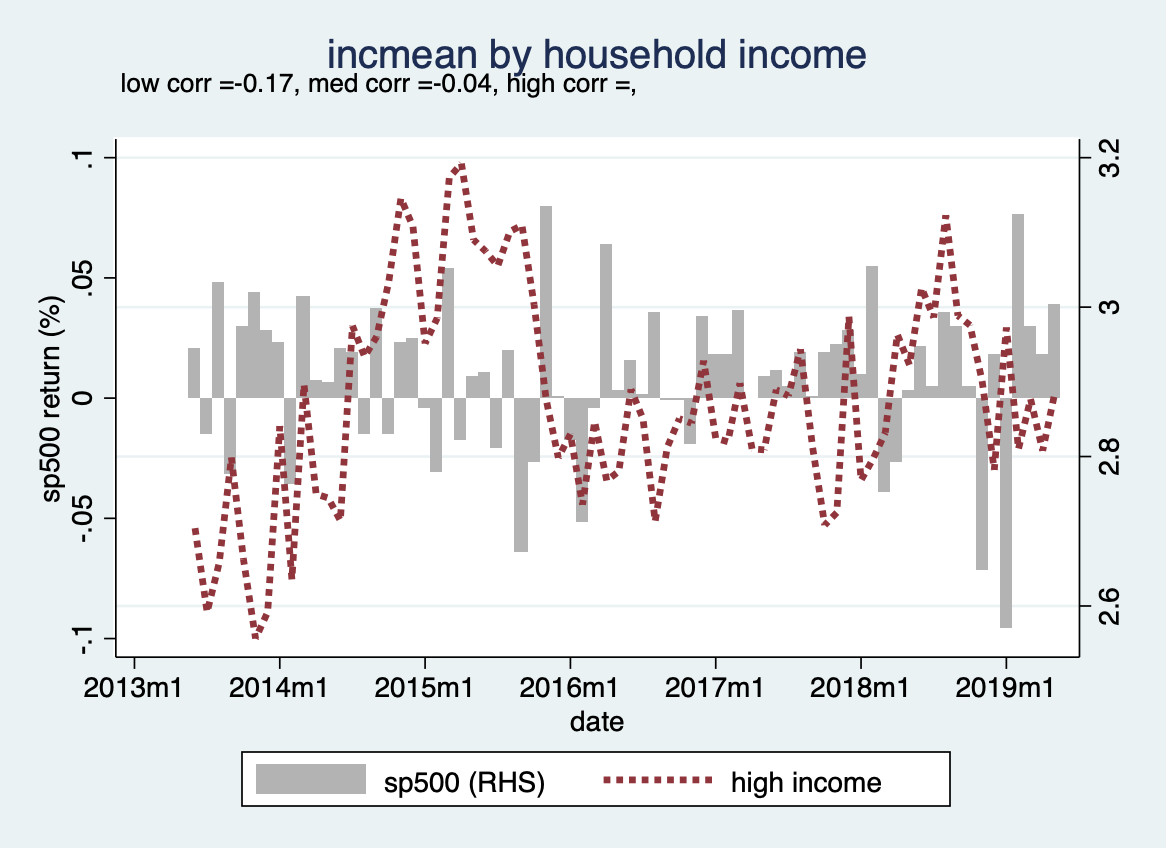 incmean by household income
low corr =-0.17, med corr =-0.04, high corr =,
sp500 return (%)
.1
.05
0
-.05
-.1
3.2
3
2.8
2.6
2013m1 2014m1 2015m1 2016m1 2017m1 2018m1 2019m1
date
sp500 (RHS) high income